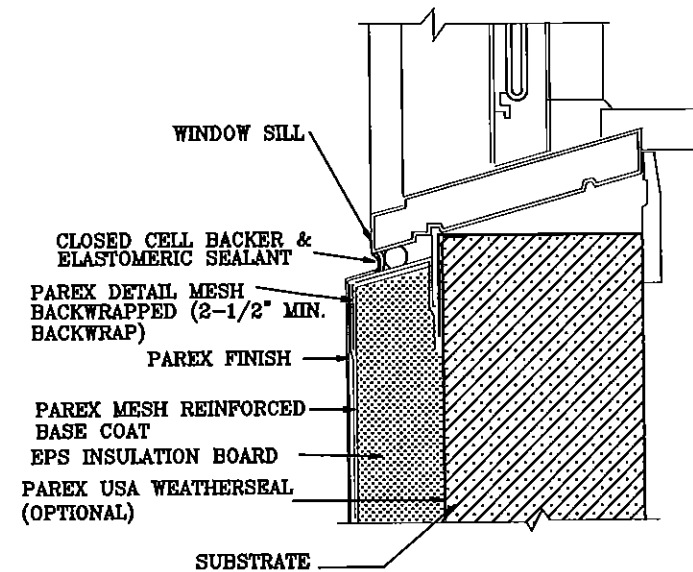 WINDOW SILL
CLOSED CELL BACKER &
ELASTOMERIC SEALANT
PAREX DETAIL MESH
BACKWRAPPED (2-1/2" MIN.
BACKWRAP)
PAREX FINISH
PAREX MESH REINFORCED
BASE COAT
EPS INSULATION BOARD
PAREX USA WEATHERSEAL
(OPTIONAL)
SUBSTRATE